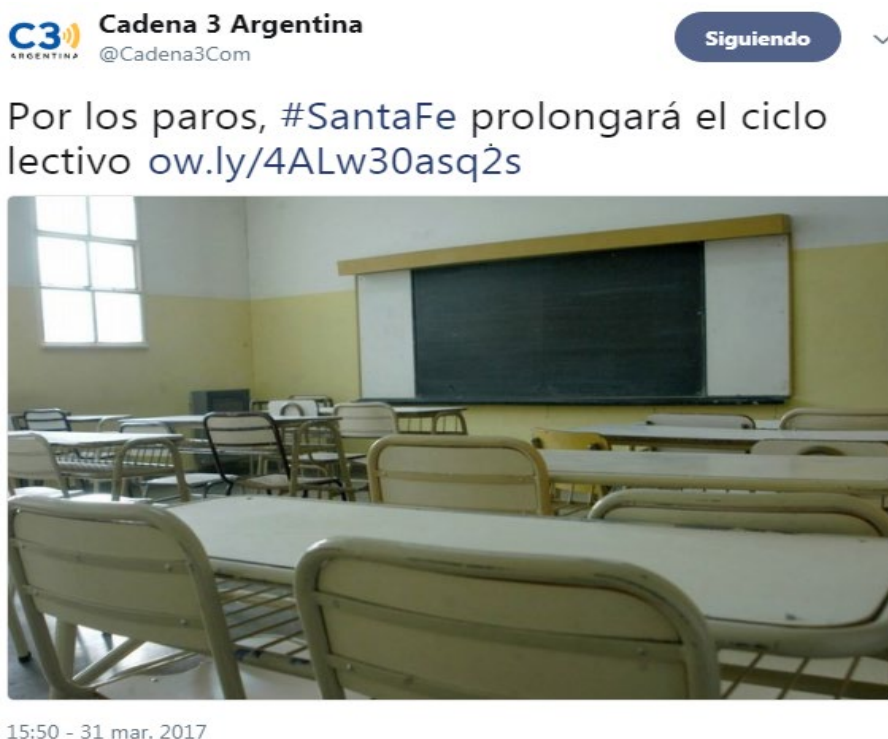 C3
ARGENTINA
Cadena 3 Argentina
@Cadena3Com
Siguiendo
Por los paros, #SantaFe prolongará el ciclo
lectivo ow.ly/4ALw30asq2s
15:50 - 31 mar. 2017